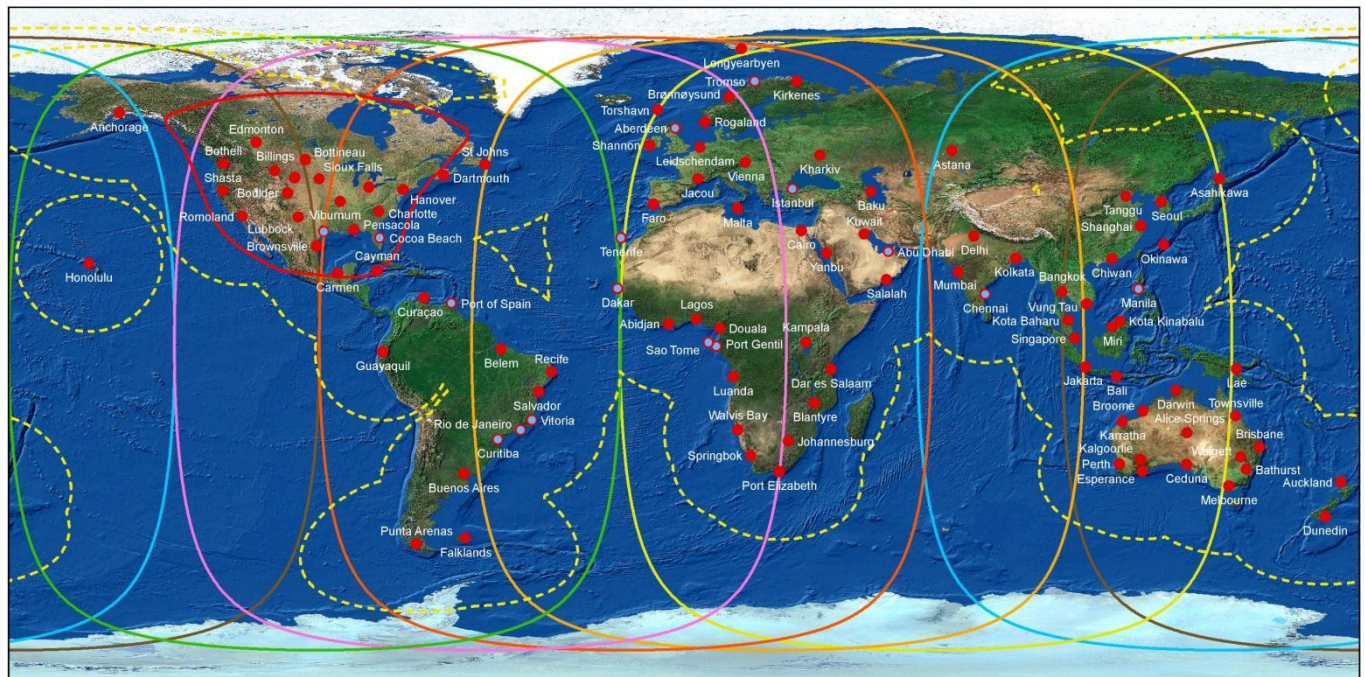 Longyearbyen
Tromso
Brønnøysund
Kirkenes
Torshavn
Anchorage
Rogaland
Aberdeen
Edmonton
St Johns
Shannon
Bothell
Billings
Bottineau
Leidschendam
Kharkiv
Astana
Shasta
Sioux Falls
Vienna
Dartmouth
Asahikawa
Boulder
Jacou
Istanbul
Baku
Tanggu
Seoul
Hanover
Romoland
Viburnum
Charlotte
Faro
Malta
Kuwait
Shanghai
Lubbock
Pensacola
Cairo
Delhi
Brownsville
Cocoa Beach
Tenerife
Abu Dhabi
Okinawa
Cayman
Yanbu
Kolkata
Chiwan
Honolulu
Carmen
Dakar
Salalah
Mumbai
Bangkok
Manila
Port of Spain
Curaçao
Lagos
Chennai
Vung Tau
Abidjan
Douala
Kampala
Kota Baharu
Kota Kinabalu
Port Gentil
Sao Tome
Singapore
Miri
Guayaquil
Belem
Recife
Luanda
Dar es Salaam
Jakarta
Bali
Lae
Salvador
Blantyre
Broome
Darwin
Townsville
Walvis Bay
Alice Springs
Rio de Janeiro
Vitoria
Karratha
Johannesburg
Brisbane
Curitiba
Kalgoorlie
Walgett
Springbok
Perth
Bathurst
Buenos Aires
Port Elizabeth
Esperance
Ceduna
Auckland
Melbourne
Punta Arenas
Falklands
Dunedin